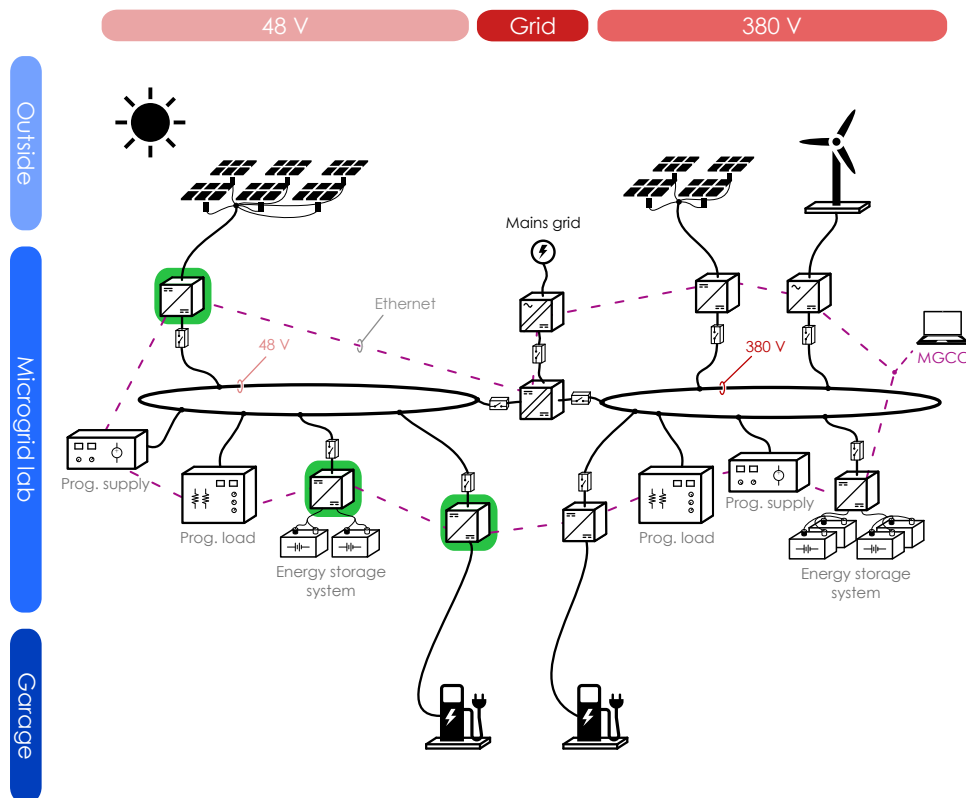 48 V
Grid
380 V
Outside
Mains grid
Ethernet
48 V
380 V
MGCC
Microgrid lab
Prog. supply
Prog. load
Energy storage
system
Prog. load
Prog. supply
Energy storage
system
Garage